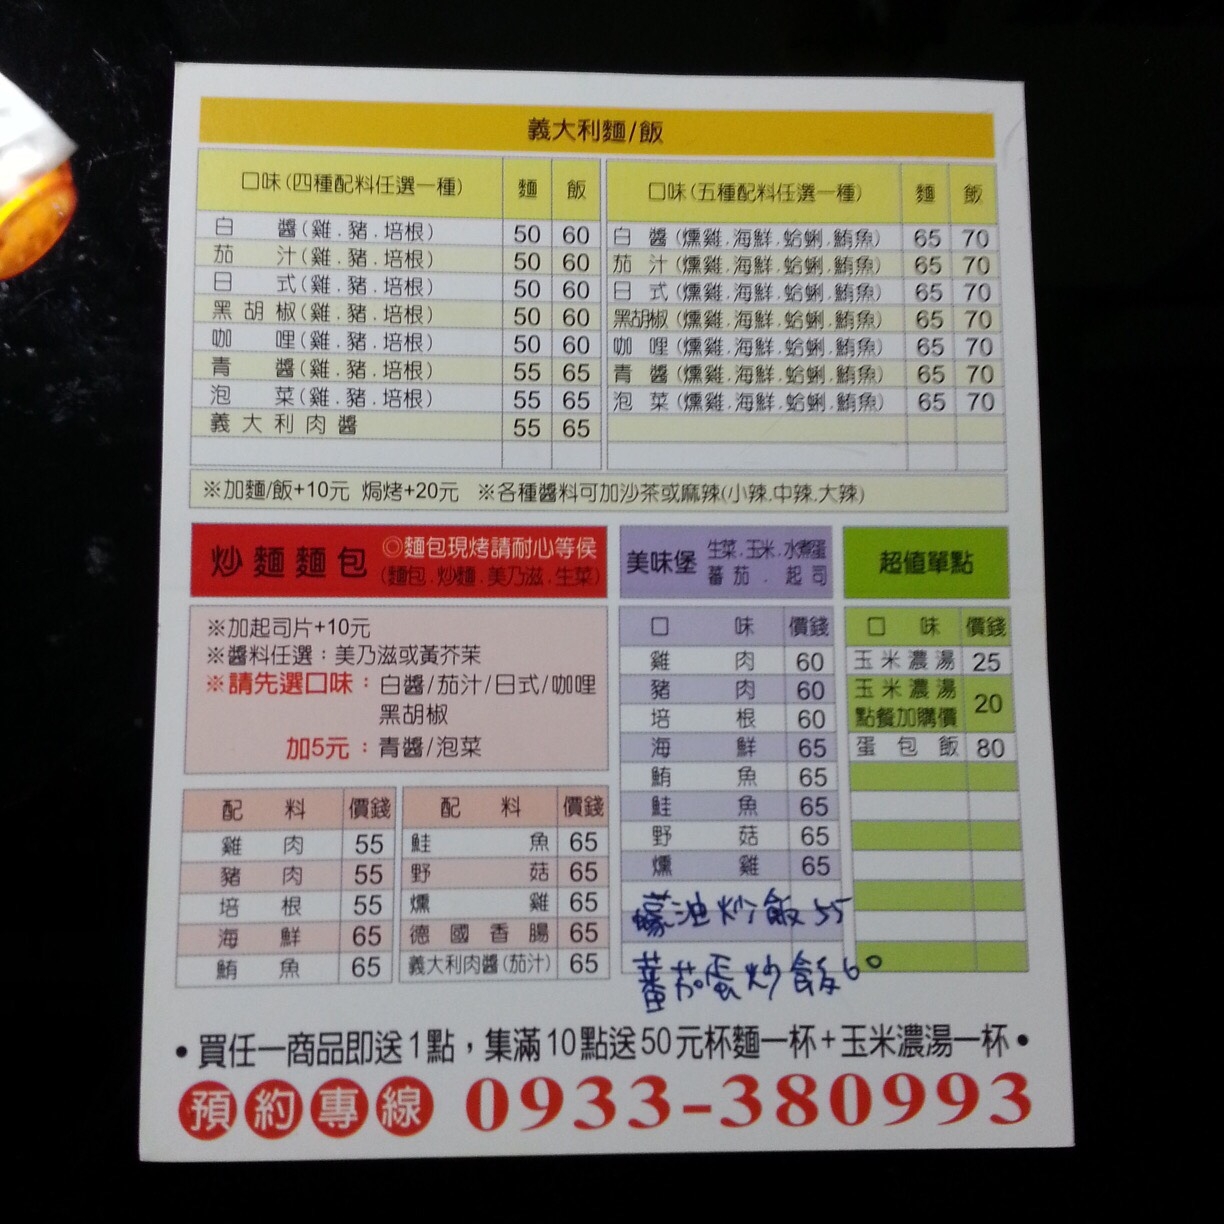 義大利麵/飯
口味(四種配料任選一種) 麵 飯
白醬(雞.豬.培根) 50 60
茄汁(雞.豬.培根) 50 60
日式(雞.豬.培根) 50 60
黑胡椒(雞.豬.培根) 50 60
咖哩(雞.豬.培根) 50 60
青醬(雞.豬.培根) 55 65
泡菜(雞.豬.培根) 55 65
義大利肉醬 55 65
口味(五種配料任選一種) 麵 飯
白醬(燻雞.海鮮.蛤蜊.鮪魚) 65 70
茄汁(燻雞.海鮮.蛤蜊.鮪魚) 65 70
日式(燻雞.海鮮.蛤蜊.鮪魚) 65 70
黑胡椒(燻雞.海鮮.蛤蜊.鮪魚) 65 70
咖哩(燻雞.海鮮.蛤蜊.鮪魚) 65 70
青醬(燻雞.海鮮.蛤蜊.鮪魚) 65 70
泡菜(燻雞.海鮮.蛤蜊.鮪魚) 65 70
※加麵/飯+10元 焗烤+20元 ※各種醬料可加沙茶或麻辣(小辣.中辣.大辣)
炒麵麵包 ◎麵包現烤請耐心等侯
(麵包.炒麵.美乃滋.生菜)
※加起司片+10元
※醬料任選：美乃滋或黃芥茉
※請先選口味：白醬/茄汁/日式/咖哩
黑胡椒
加5元：青醬/泡菜
配料 價錢
雞肉 55
豬肉 55
培根 55
海鮮 65
鮪魚 65
配料 價錢
鮭魚 65
野菇 65
燻雞 65
德國香腸 65
義大利肉醬(茄汁) 65
美味堡 生菜.玉米.水煮蛋
蕃茄.起司
口味 價錢
雞肉 60
豬肉 60
培根 60
海鮮 65
鮪魚 65
鮭魚 65
野菇 65
燻雞 65
蠔油炒飯 55
蕃茄蛋炒飯 60
超值單點
口味 價錢
玉米濃湯 25
玉米濃湯
點餐加購價 20
蛋包飯 80
•買任一商品即送1點，集滿10點送50元杯麵一杯+玉米濃湯一杯•
預約專線 0933-380993